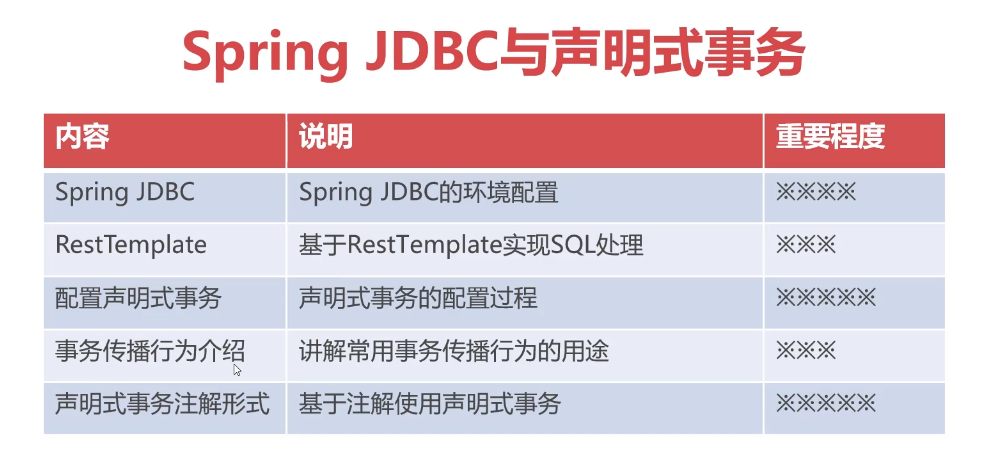 Spring JDBC与声明式事务
内容 说明 重要程度
Spring JDBC Spring JDBC的环境配置 ※※※※
RestTemplate 基于RestTemplate实现SQL处理 ※※※
配置声明式事务 声明式事务的配置过程 ※※※※※
事务传播行为介绍 讲解常用事务传播行为的用途 ※※※
声明式事务注解形式 基于注解使用声明式事务 ※※※※※